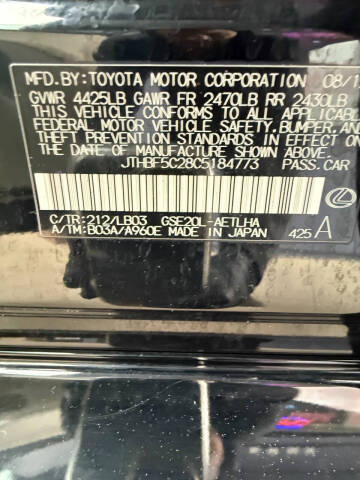 MFD.BY:TOYOTA MOTOR CORPORATION 08/1
GVWR 4425LB GAWR FR 2470LB RR 2430LB
THIS VEHICLE CONFORMS TO ALL APPLICABLE
FEDERAL MOTOR VEHICLE SAFETY, BUMPER, AND
THEFT PREVENTION STANDARDS IN EFFECT ON
THE DATE OF MANUFACTURE SHOWN ABOVE.
JTHBF5C28C5184773 PASS.CAR
C/TR:212/LB03 GSE20L-AETLHA
A/TM:B03A/A960E MADE IN JAPAN 425 A